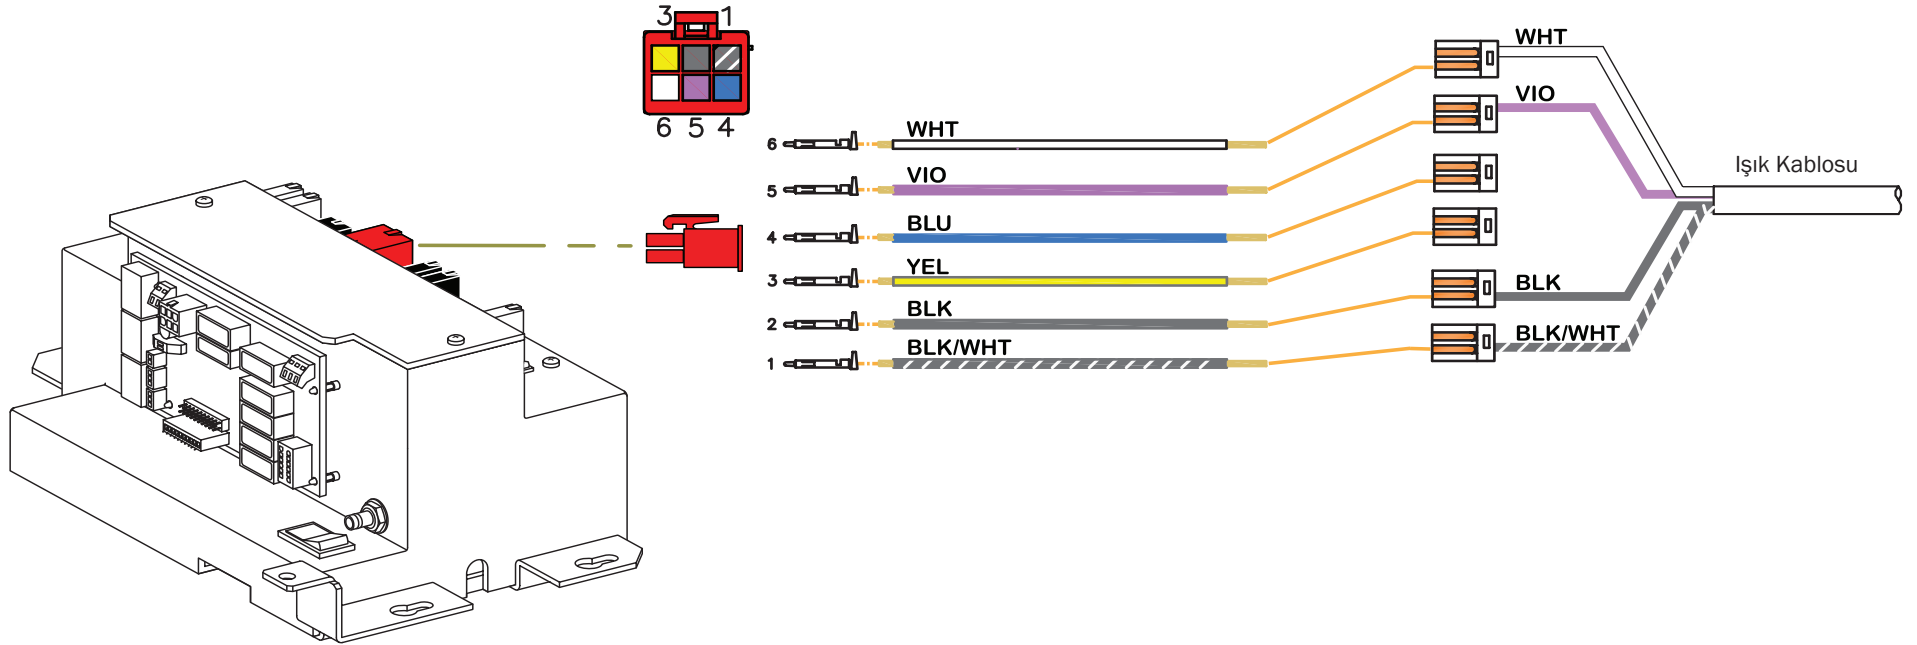 3 1
6 5 4
6 WHT
5 VIO
4 BLU
3 YEL
2 BLK
1 BLK/WHT
WHT
VIO
BLK
BLK/WHT
Işık Kablosu